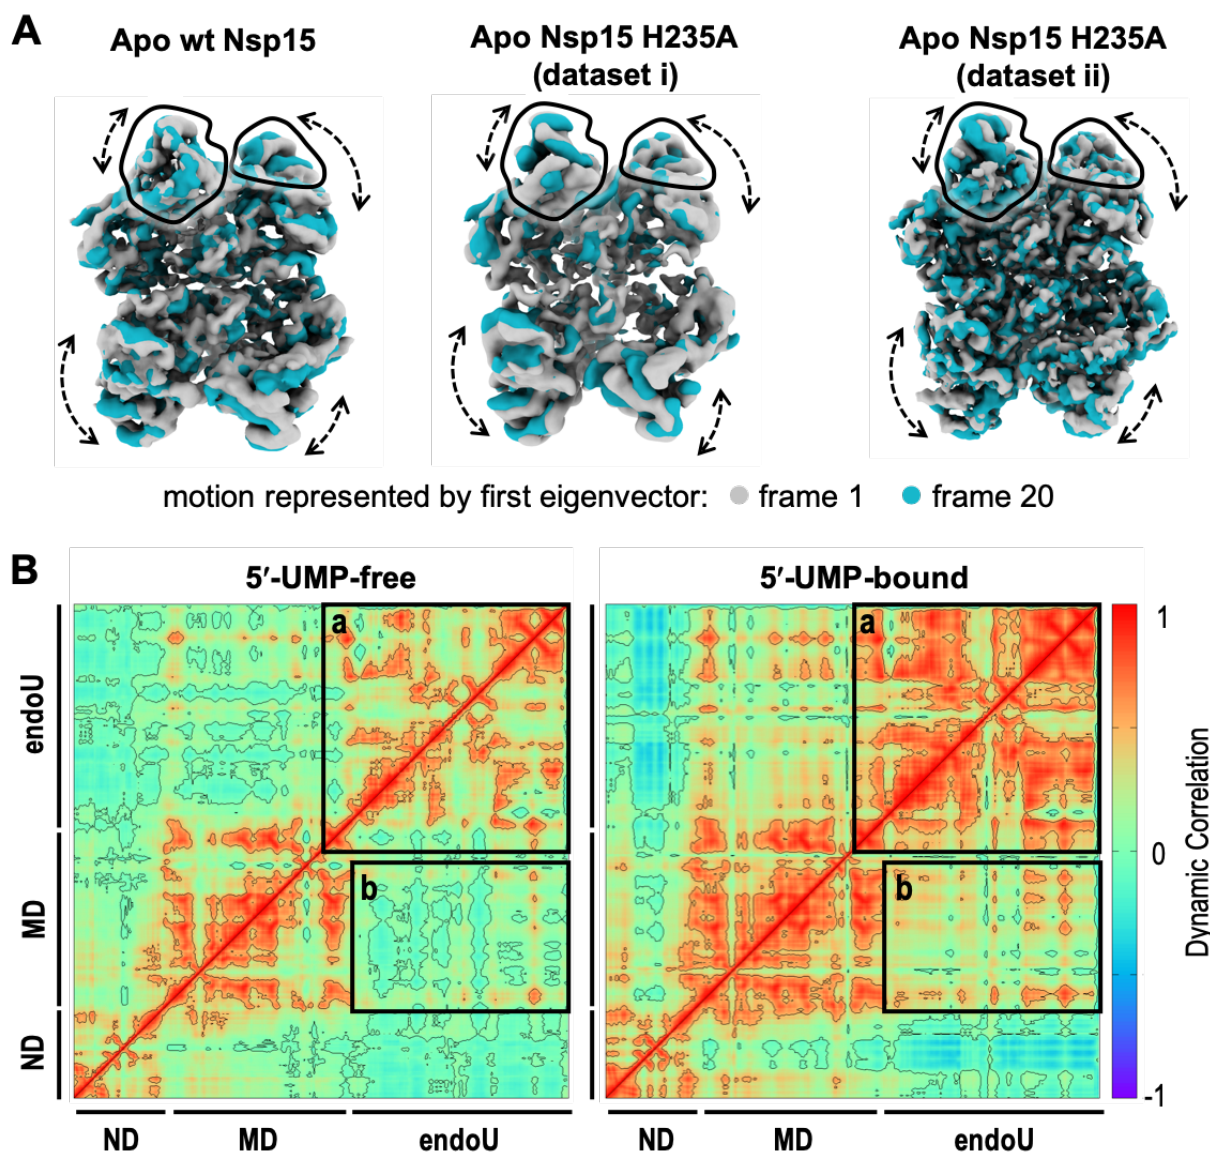 A
Apo wt Nsp15
Apo Nsp15 H235A
(dataset i)
Apo Nsp15 H235A
(dataset ii)
motion represented by first eigenvector: frame 1 frame 20
B
5′-UMP-free
5′-UMP-bound
endoU
MD
ND
a
b
a
b
ND MD endoU
ND MD endoU
1
0
-1
Dynamic Correlation